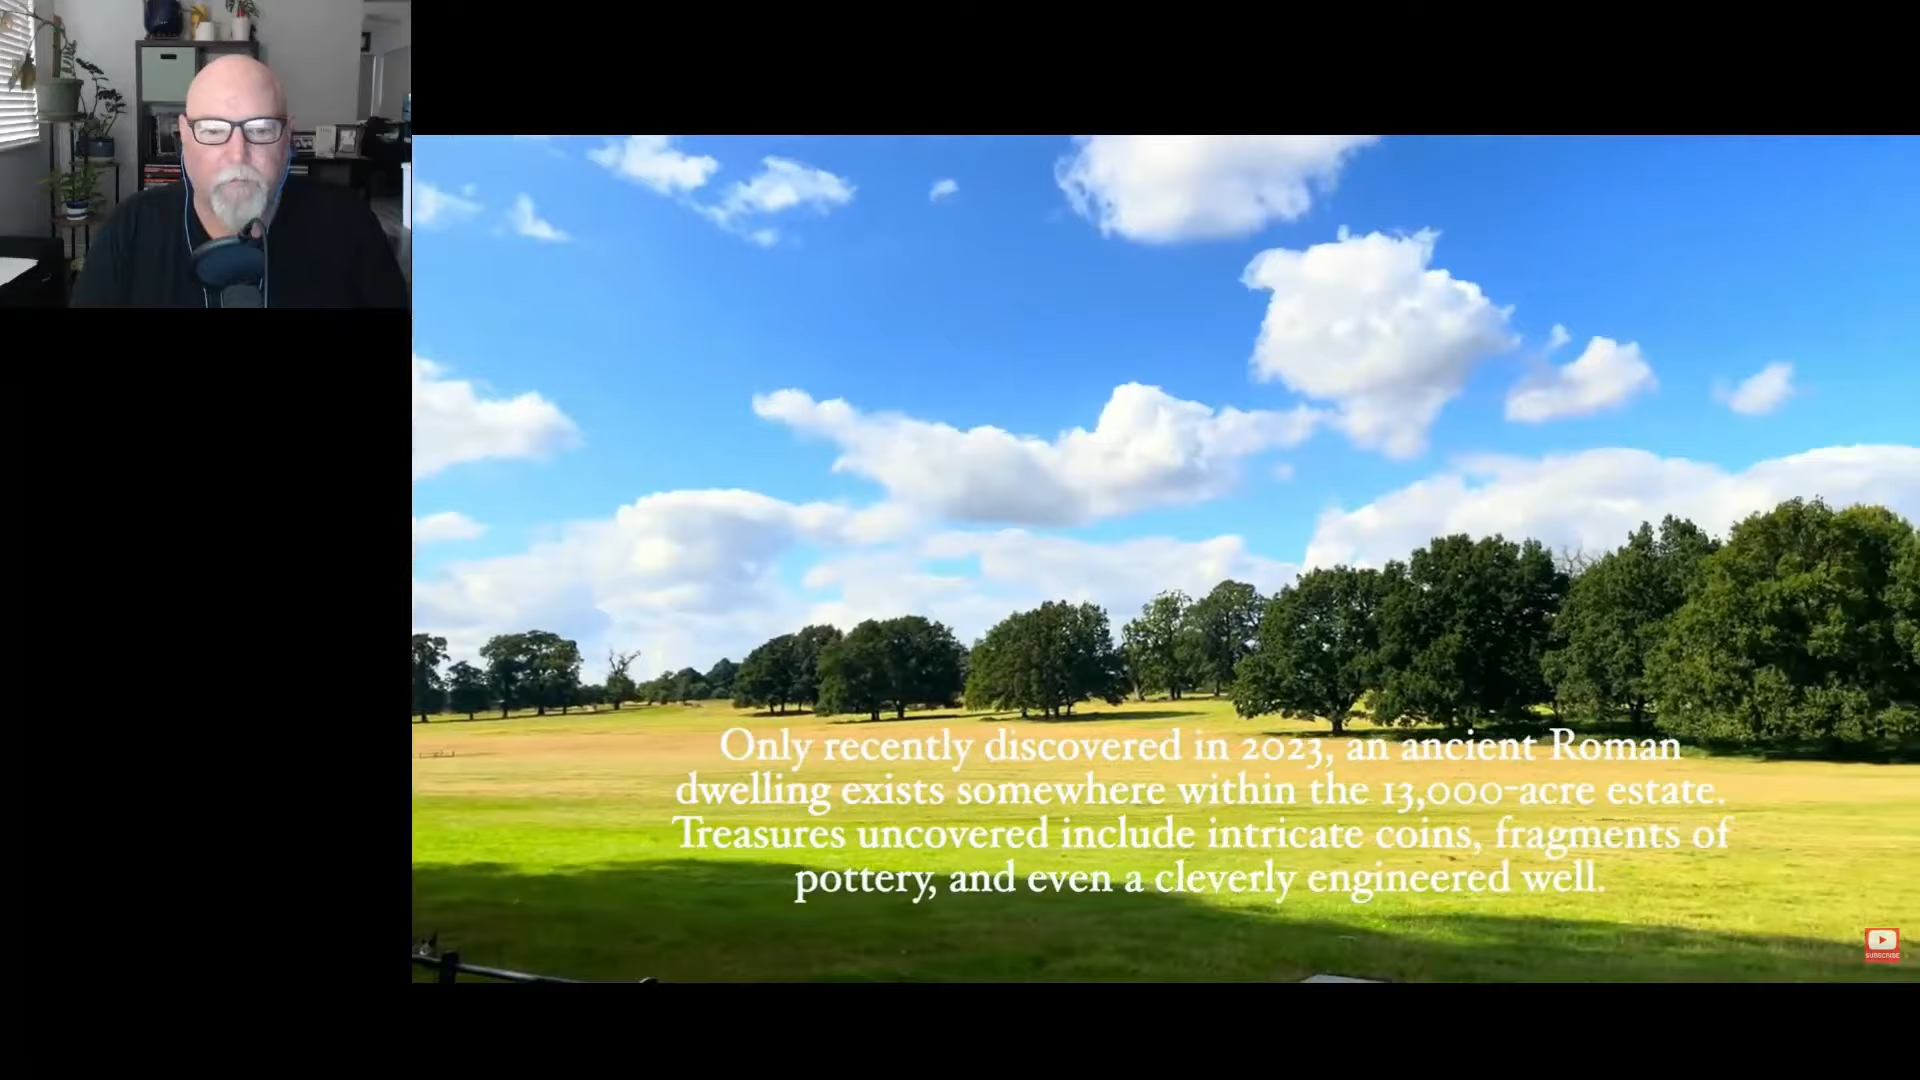 Only recently discovered in 2023, an ancient Roman
dwelling exists somewhere within the 13,000-acre estate.
Treasures uncovered include intricate coins, fragments of
pottery, and even a cleverly engineered well.
SUBSCRIBE